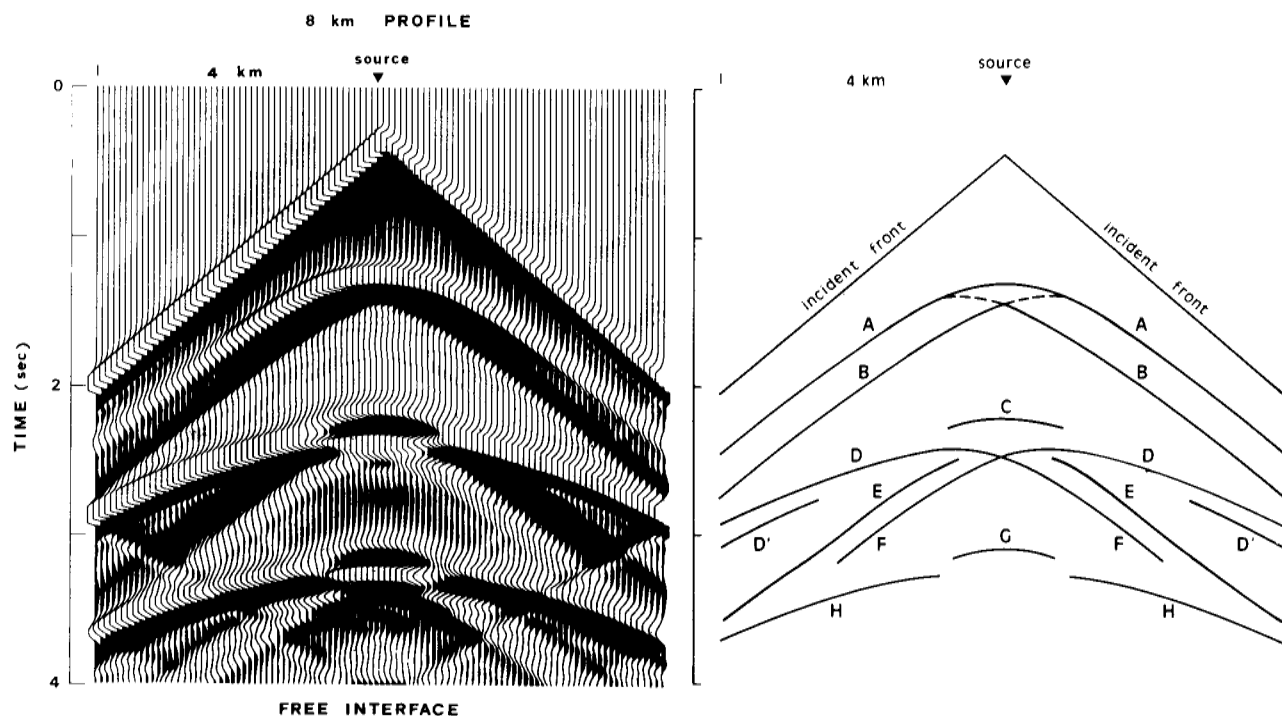 8 km PROFILE
4 km
source
0
TIME (sec)
2
4
FREE INTERFACE
source
4 km
incident front
incident front
A
A
B
B
C
D
D
E
E
D'
F
G
F
D'
H
H